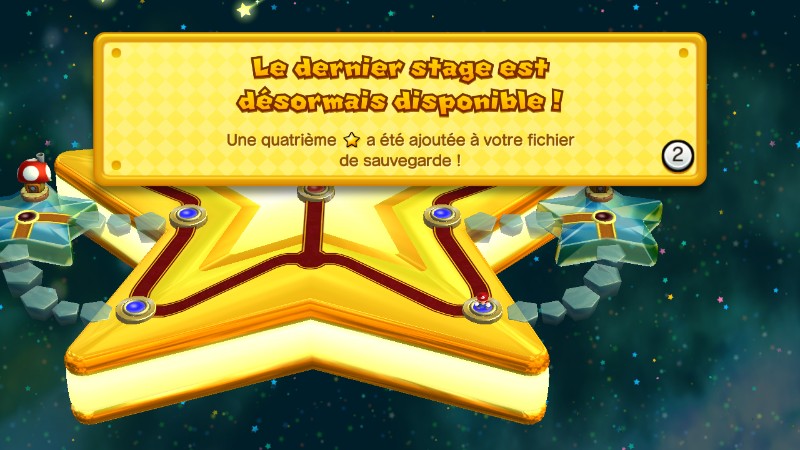 Le dernier stage est
désormais disponible !
Une quatrième ⭐ a été ajoutée à votre fichier
de sauvegarde !
2